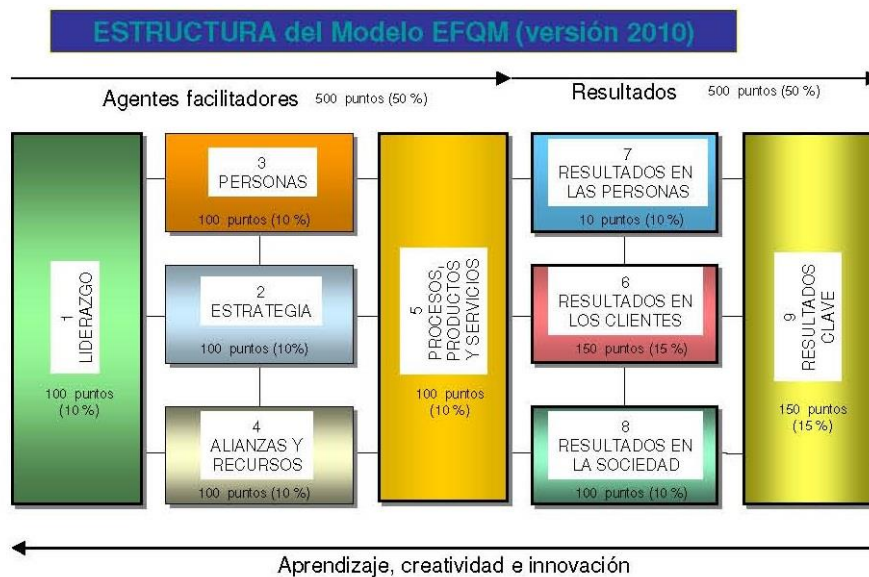 ESTRUCTURA del Modelo EFQM (versión 2010)
Agentes facilitadores 500 puntos (50 %)
Resultados 500 puntos (50 %)
1
LIDERAZGO
100 puntos
(10 %)
3
PERSONAS
100 puntos (10 %)
2
ESTRATEGIA
100 puntos (10%)
4
ALIANZAS Y
RECURSOS
100 puntos (10 %)
5
PROCESOS,
PRODUCTOS
Y SERVICIOS
100 puntos
(10 %)
7
RESULTADOS EN
LAS PERSONAS
10 puntos (10 %)
6
RESULTADOS EN
LOS CLIENTES
150 puntos (15 %)
8
RESULTADOS EN
LA SOCIEDAD
100 puntos (10 %)
9
RESULTADOS
CLAVE
150 puntos
(15 %)
Aprendizaje, creatividad e innovación